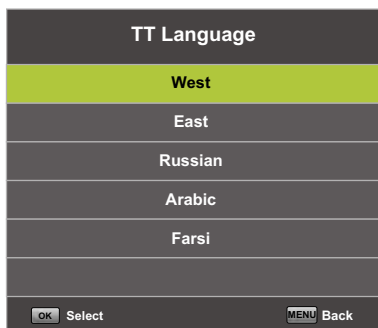 TT Language
West
East
Russian
Arabic
Farsi
OK Select MENU Back